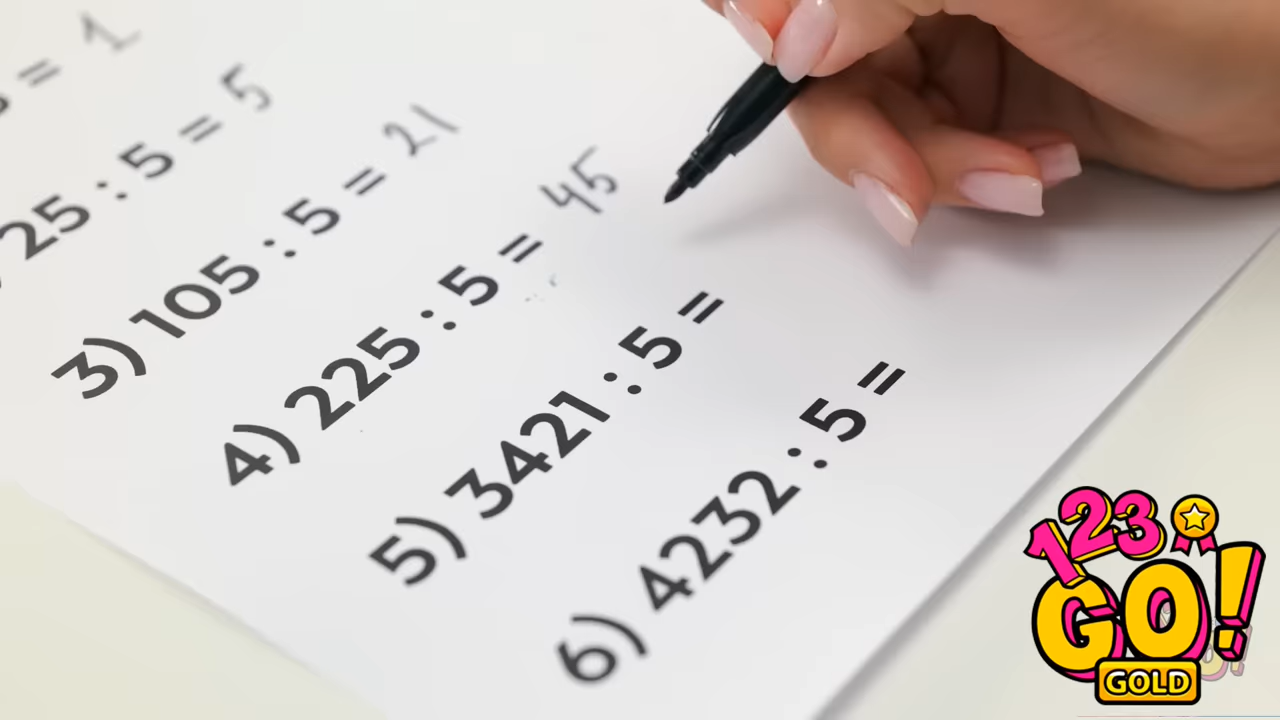 = 1
25 : 5 = 5
3) 105 : 5 = 21
4) 225 : 5 = 45
5) 3421 : 5 =
6) 4232 : 5 =
123
GO!
GOLD